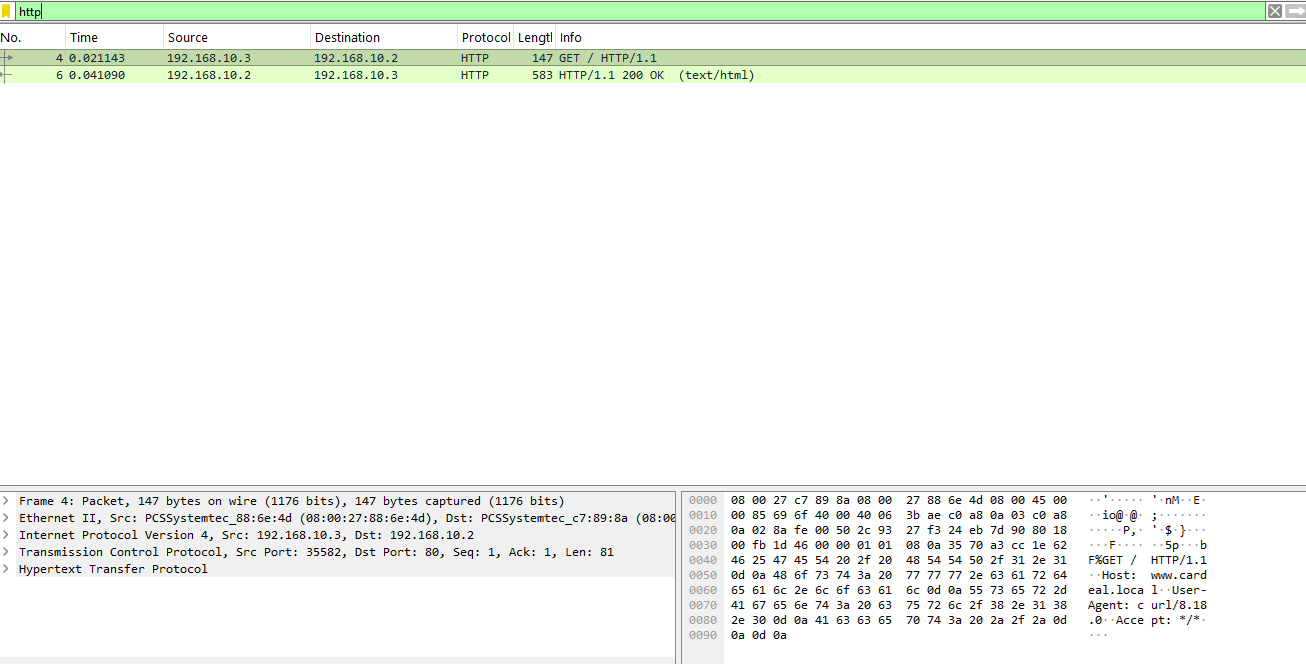 http
No. Time Source Destination Protocol Lengtl Info
4 0.021143 192.168.10.3 192.168.10.2 HTTP 147 GET / HTTP/1.1
6 0.041090 192.168.10.2 192.168.10.3 HTTP 583 HTTP/1.1 200 OK (text/html)
Frame 4: Packet, 147 bytes on wire (1176 bits), 147 bytes captured (1176 bits)
Ethernet II, Src: PCSSystemtec_88:6e:4d (08:00:27:88:6e:4d), Dst: PCSSystemtec_c7:89:8a (08:00
Internet Protocol Version 4, Src: 192.168.10.3, Dst: 192.168.10.2
Transmission Control Protocol, Src Port: 35582, Dst Port: 80, Seq: 1, Ack: 1, Len: 81
Hypertext Transfer Protocol
0000 08 00 27 c7 89 8a 08 00 27 88 6e 4d 08 00 45 00 ··'····· '·nM··E·
0010 00 85 69 6f 40 00 40 06 3b ae c0 a8 0a 03 c0 a8 ··io@·@· ;·······
0020 0a 02 8a fe 00 50 2c 93 27 f3 24 eb 7d 90 80 18 ·····P,· '·$·}···
0030 00 fb 1d 46 00 00 01 01 08 0a 35 70 a3 cc 1e 62 ···F···· ··5p···b
0040 46 25 47 45 54 20 2f 20 48 54 54 50 2f 31 2e 31 F%GET / HTTP/1.1
0050 0d 0a 48 6f 73 74 3a 20 77 77 77 2e 63 61 72 64 ··Host: www.card
0060 65 61 6c 2e 6c 6f 63 61 6c 0d 0a 55 73 65 72 2d eal.loca l··User-
0070 41 67 65 6e 74 3a 20 63 75 72 6c 2f 38 2e 31 38 Agent: c url/8.18
0080 2e 30 0d 0a 41 63 63 65 70 74 3a 20 2a 2f 2a 0d .0··Acce pt: */*·
0090 0a 0d 0a ···